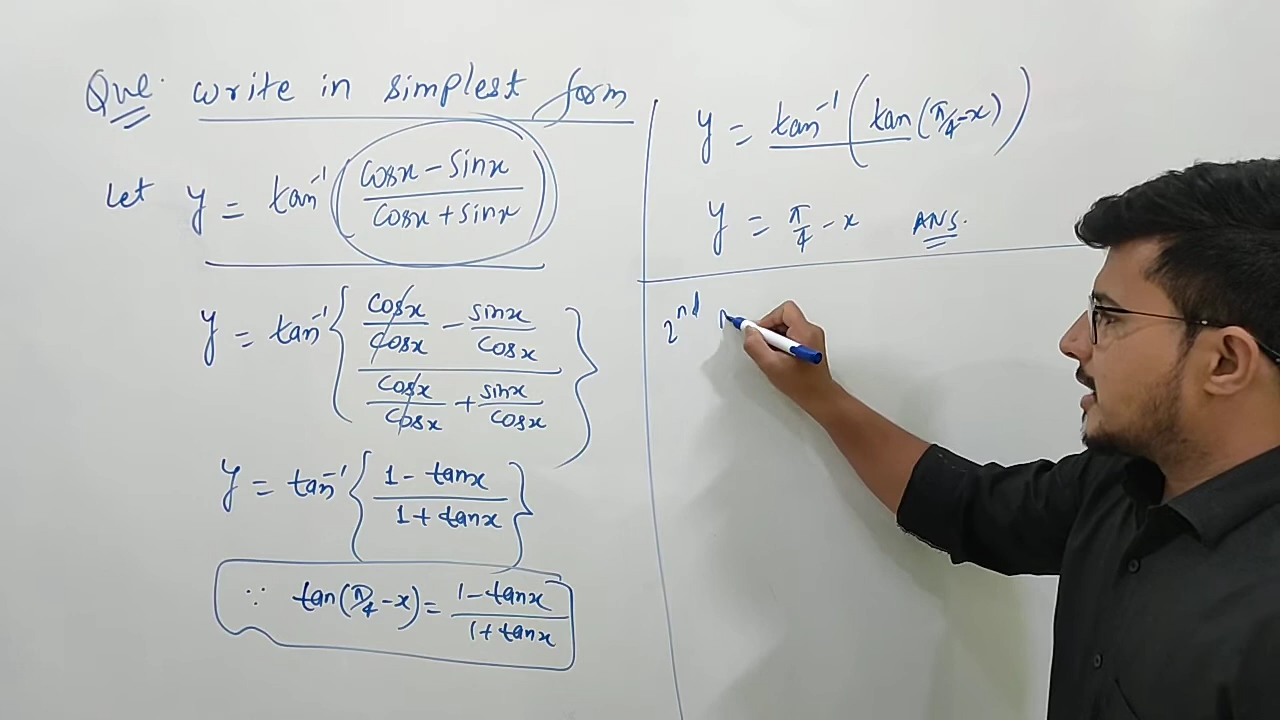 Que. write in simplest form
Let y = tan⁻¹ ( (cosx − sinx) / (cosx + sinx) )
y = tan⁻¹ { (cosx/cosx − sinx/cosx) / (cosx/cosx + sinx/cosx) }
y = tan⁻¹ { (1 − tanx) / (1 + tanx) }
∵ tan(π/4 − x) = (1 − tanx) / (1 + tanx)
y = tan⁻¹ ( tan(π/4 − x) )
y = π/4 − x ANS.
2nd